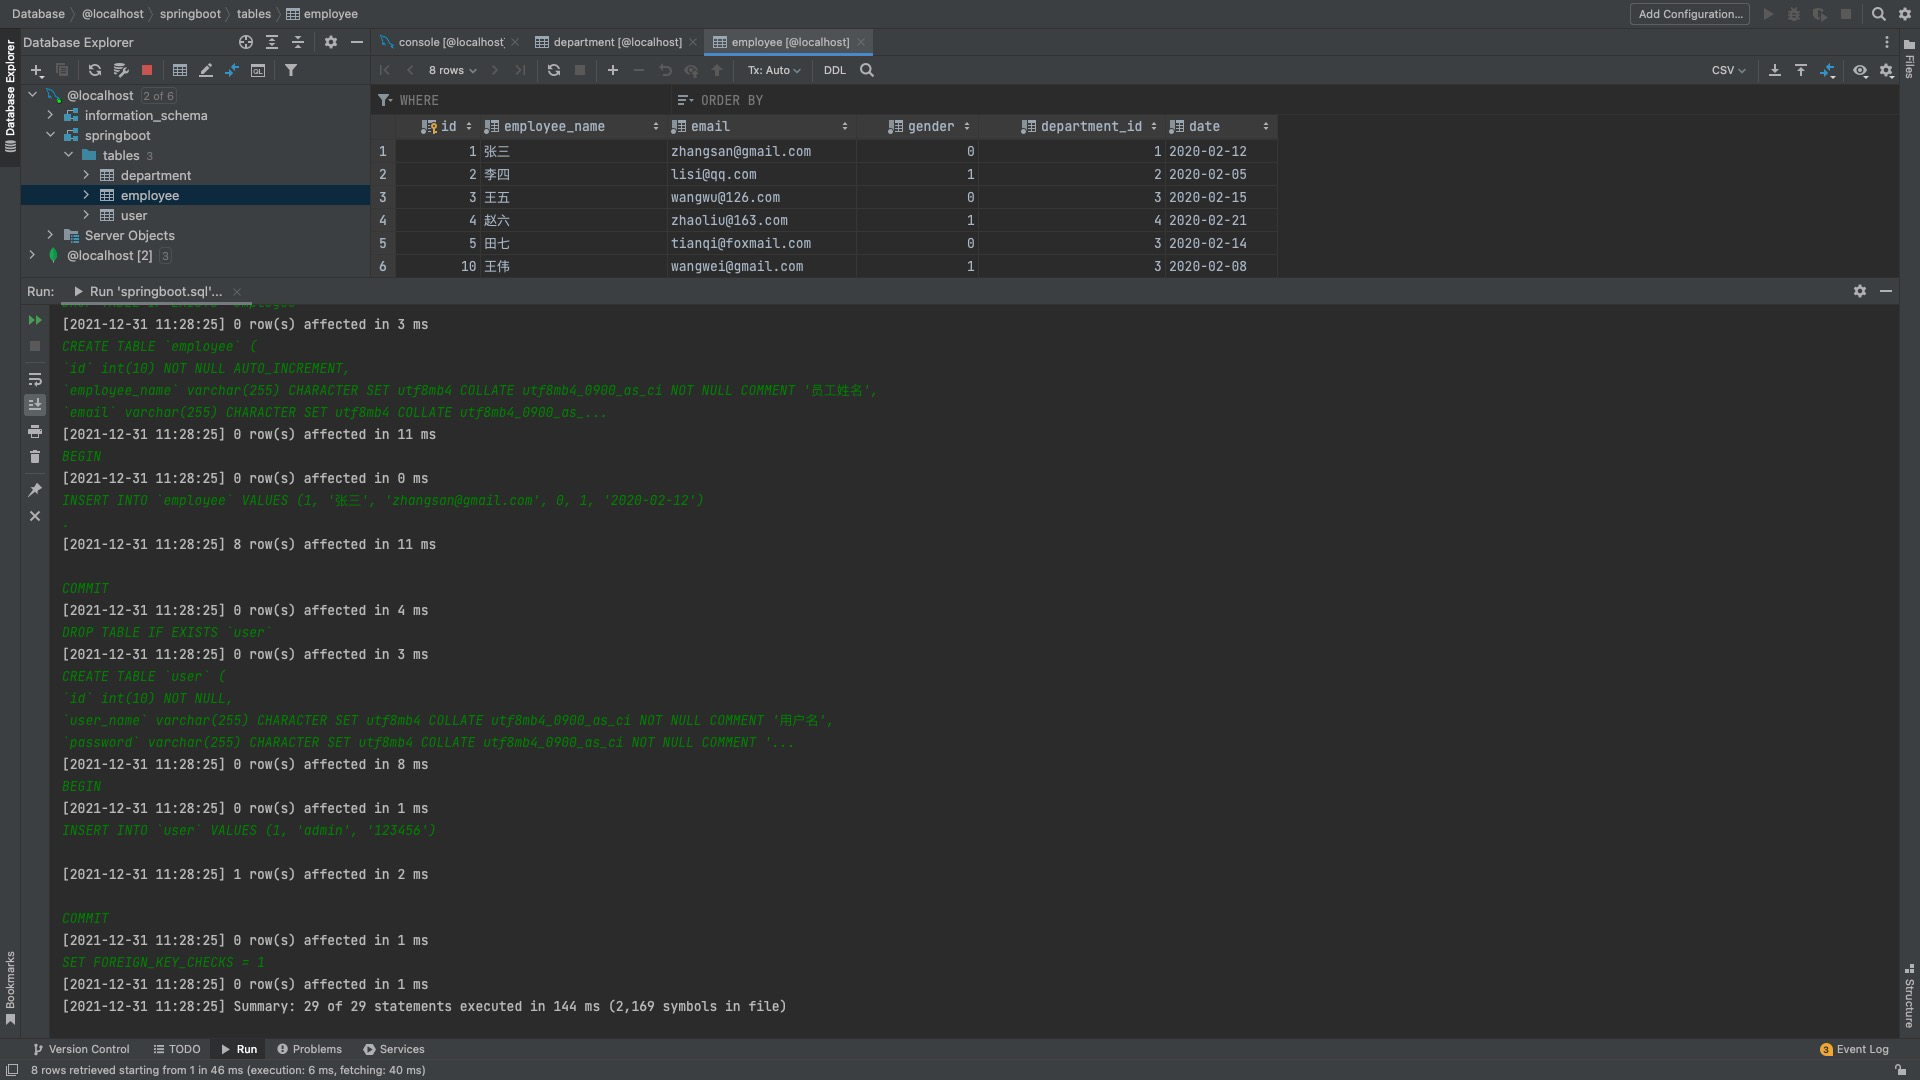 Database
@localhost
springboot
tables
employee
Add Configuration...
Database Explorer
console [@localhost]
department [@localhost]
employee [@localhost]
8 rows
Tx: Auto
DDL
CSV
@localhost 2 of 6
information_schema
springboot
tables 3
department
employee
user
Server Objects
@localhost [2] 3
WHERE
ORDER BY
id employee_name email gender department_id date
1 1 张三 zhangsan@gmail.com 0 1 2020-02-12
2 2 李四 lisi@qq.com 1 2 2020-02-05
3 3 王五 wangwu@126.com 0 3 2020-02-15
4 4 赵六 zhaoliu@163.com 1 4 2020-02-21
5 5 田七 tianqi@foxmail.com 0 3 2020-02-14
6 10 王伟 wangwei@gmail.com 1 3 2020-02-08
Run:
Run 'springboot.sql'...
[2021-12-31 11:28:25] 0 row(s) affected in 3 ms
CREATE TABLE `employee` (
`id` int(10) NOT NULL AUTO_INCREMENT,
`employee_name` varchar(255) CHARACTER SET utf8mb4 COLLATE utf8mb4_0900_as_ci NOT NULL COMMENT '员工姓名',
`email` varchar(255) CHARACTER SET utf8mb4 COLLATE utf8mb4_0900_as_...
[2021-12-31 11:28:25] 0 row(s) affected in 11 ms
BEGIN
[2021-12-31 11:28:25] 0 row(s) affected in 0 ms
INSERT INTO `employee` VALUES (1, '张三', 'zhangsan@gmail.com', 0, 1, '2020-02-12')
.
[2021-12-31 11:28:25] 8 row(s) affected in 11 ms
COMMIT
[2021-12-31 11:28:25] 0 row(s) affected in 4 ms
DROP TABLE IF EXISTS `user`
[2021-12-31 11:28:25] 0 row(s) affected in 3 ms
CREATE TABLE `user` (
`id` int(10) NOT NULL,
`user_name` varchar(255) CHARACTER SET utf8mb4 COLLATE utf8mb4_0900_as_ci NOT NULL COMMENT '用户名',
`password` varchar(255) CHARACTER SET utf8mb4 COLLATE utf8mb4_0900_as_ci NOT NULL COMMENT '...
[2021-12-31 11:28:25] 0 row(s) affected in 8 ms
BEGIN
[2021-12-31 11:28:25] 0 row(s) affected in 1 ms
INSERT INTO `user` VALUES (1, 'admin', '123456')
[2021-12-31 11:28:25] 1 row(s) affected in 2 ms
COMMIT
[2021-12-31 11:28:25] 0 row(s) affected in 1 ms
SET FOREIGN_KEY_CHECKS = 1
[2021-12-31 11:28:25] 0 row(s) affected in 1 ms
[2021-12-31 11:28:25] Summary: 29 of 29 statements executed in 144 ms (2,169 symbols in file)
Database Explorer
Bookmarks
Files
Structure
Version Control
TODO
Run
Problems
Services
3 Event Log
8 rows retrieved starting from 1 in 46 ms (execution: 6 ms, fetching: 40 ms)